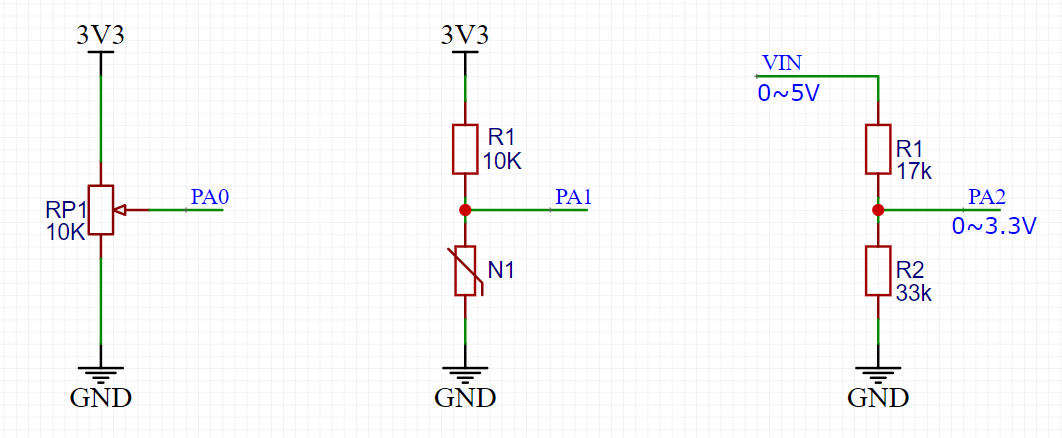 3V3
RP1
10K
PA0
GND
3V3
R1
10K
PA1
N1
GND
VIN
0~5V
R1
17k
PA2
0~3.3V
R2
33k
GND